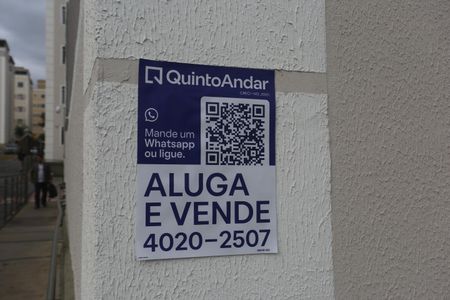 QuintoAndar
Mande um
Whatsapp
ou ligue.
ALUGA
E VENDE
4020-2507